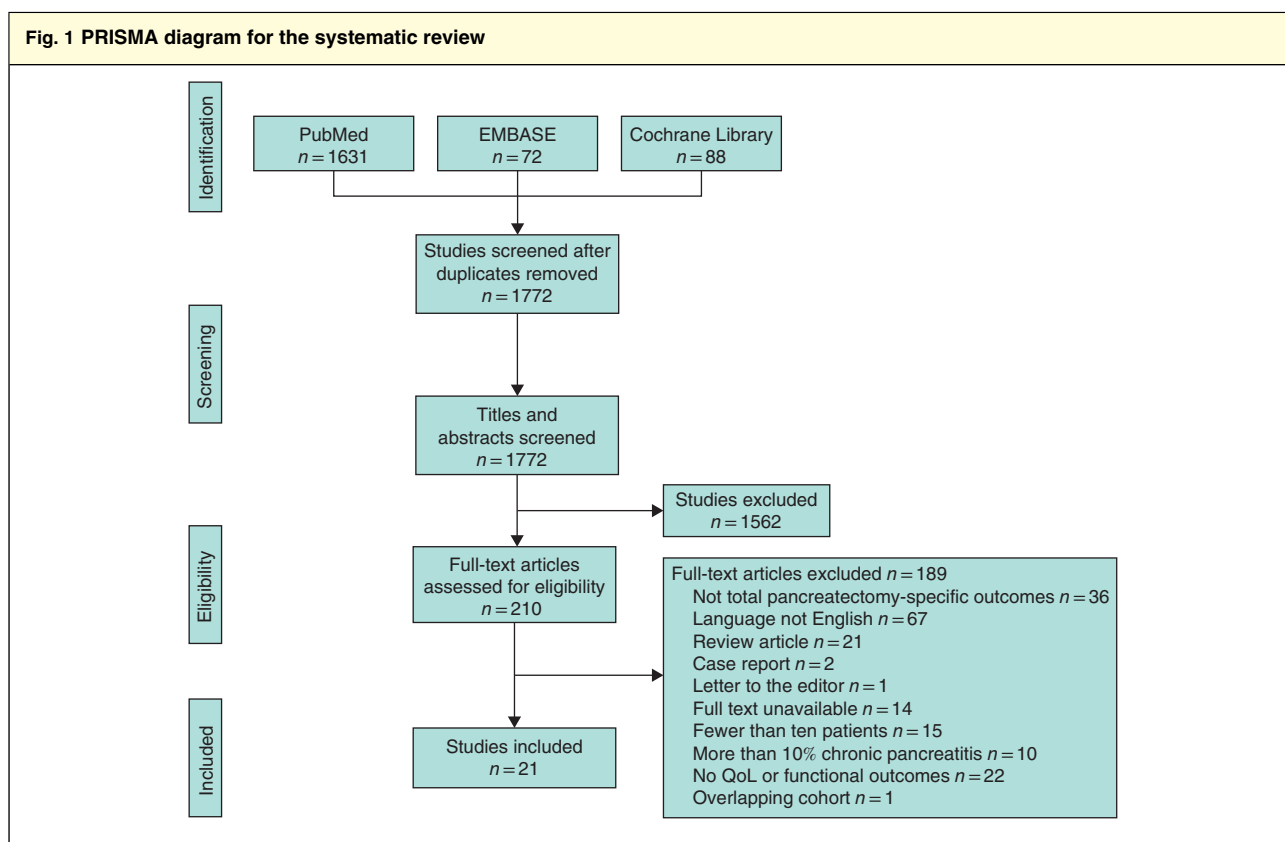 Fig. 1 PRISMA diagram for the systematic review
Identification
PubMed
n = 1631
EMBASE
n = 72
Cochrane Library
n = 88
Studies screened after
duplicates removed
n = 1772
Screening
Titles and
abstracts screened
n = 1772
Studies excluded
n = 1562
Eligibility
Full-text articles
assessed for eligibility
n = 210
Full-text articles excluded n = 189
Not total pancreatectomy-specific outcomes n = 36
Language not English n = 67
Review article n = 21
Case report n = 2
Letter to the editor n = 1
Full text unavailable n = 14
Fewer than ten patients n = 15
More than 10% chronic pancreatitis n = 10
No QoL or functional outcomes n = 22
Overlapping cohort n = 1
Included
Studies included
n = 21